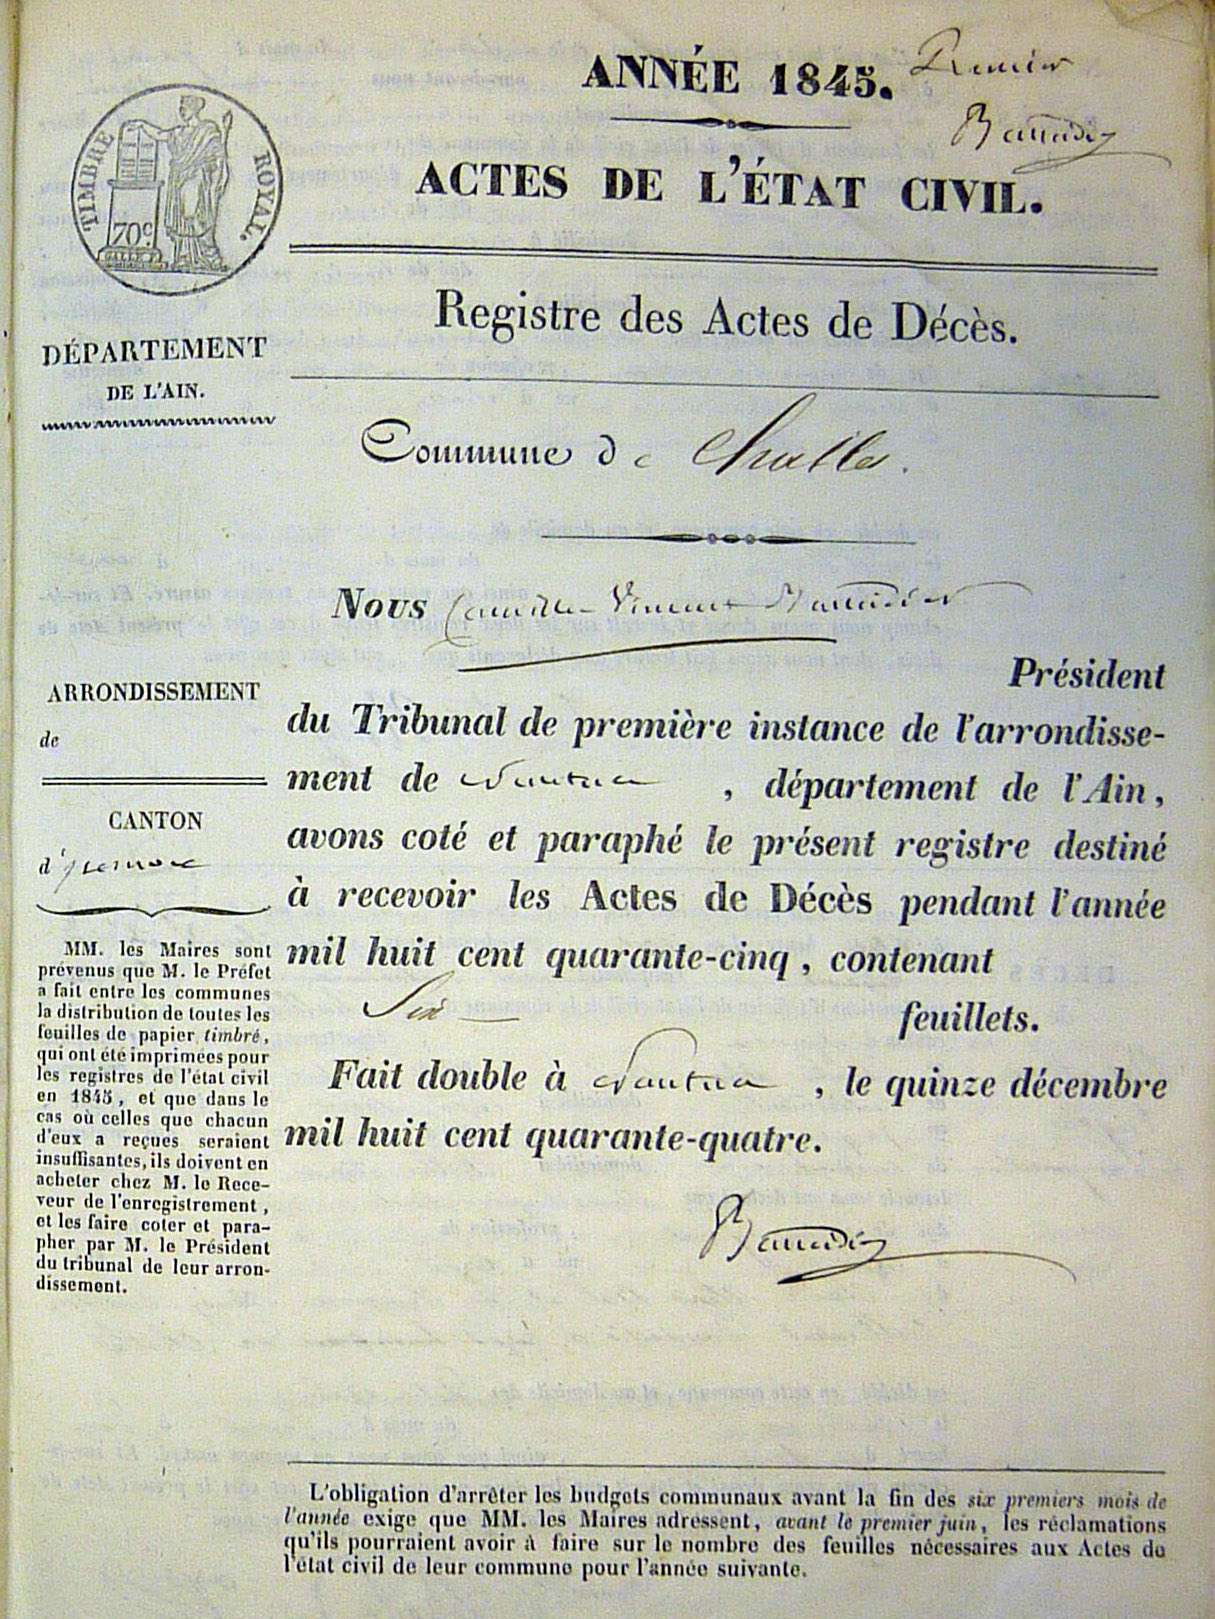 ANNÉE 1845.
Premier
TIMBRE ROYAL.
70c.
ACTES DE L'ÉTAT CIVIL.
Registre des Actes de Décès.
DÉPARTEMENT
DE L'AIN.
Commune de Challes.
Nous Camille Vincent
Président
ARRONDISSEMENT
de
du Tribunal de première instance de l'arrondisse-
ment de Nantua, département de l'Ain,
CANTON
d'Izernore
avons coté et paraphé le présent registre destiné
à recevoir les Actes de Décès pendant l'année
mil huit cent quarante-cinq, contenant
Six feuillets.
Fait double à Nantua, le quinze décembre
mil huit cent quarante-quatre.
MM. les Maires sont
prévenus que M. le Préfet
a fait entre les communes
la distribution de toutes les
feuilles de papier timbré,
qui ont été imprimées pour
les registres de l'état civil
en 1845, et que dans le
cas où celles que chacun
d'eux a reçues seraient
insuffisantes, ils doivent en
acheter chez M. le Rece-
veur de l'enregistrement,
et les faire coter et para-
pher par M. le Président
du tribunal de leur arron-
dissement.
L'obligation d'arrêter les budgets communaux avant la fin des six premiers mois de
l'année exige que MM. les Maires adressent, avant le premier juin, les réclamations
qu'ils pourraient avoir à faire sur le nombre des feuilles nécessaires aux Actes de
l'état civil de leur commune pour l'année suivante.